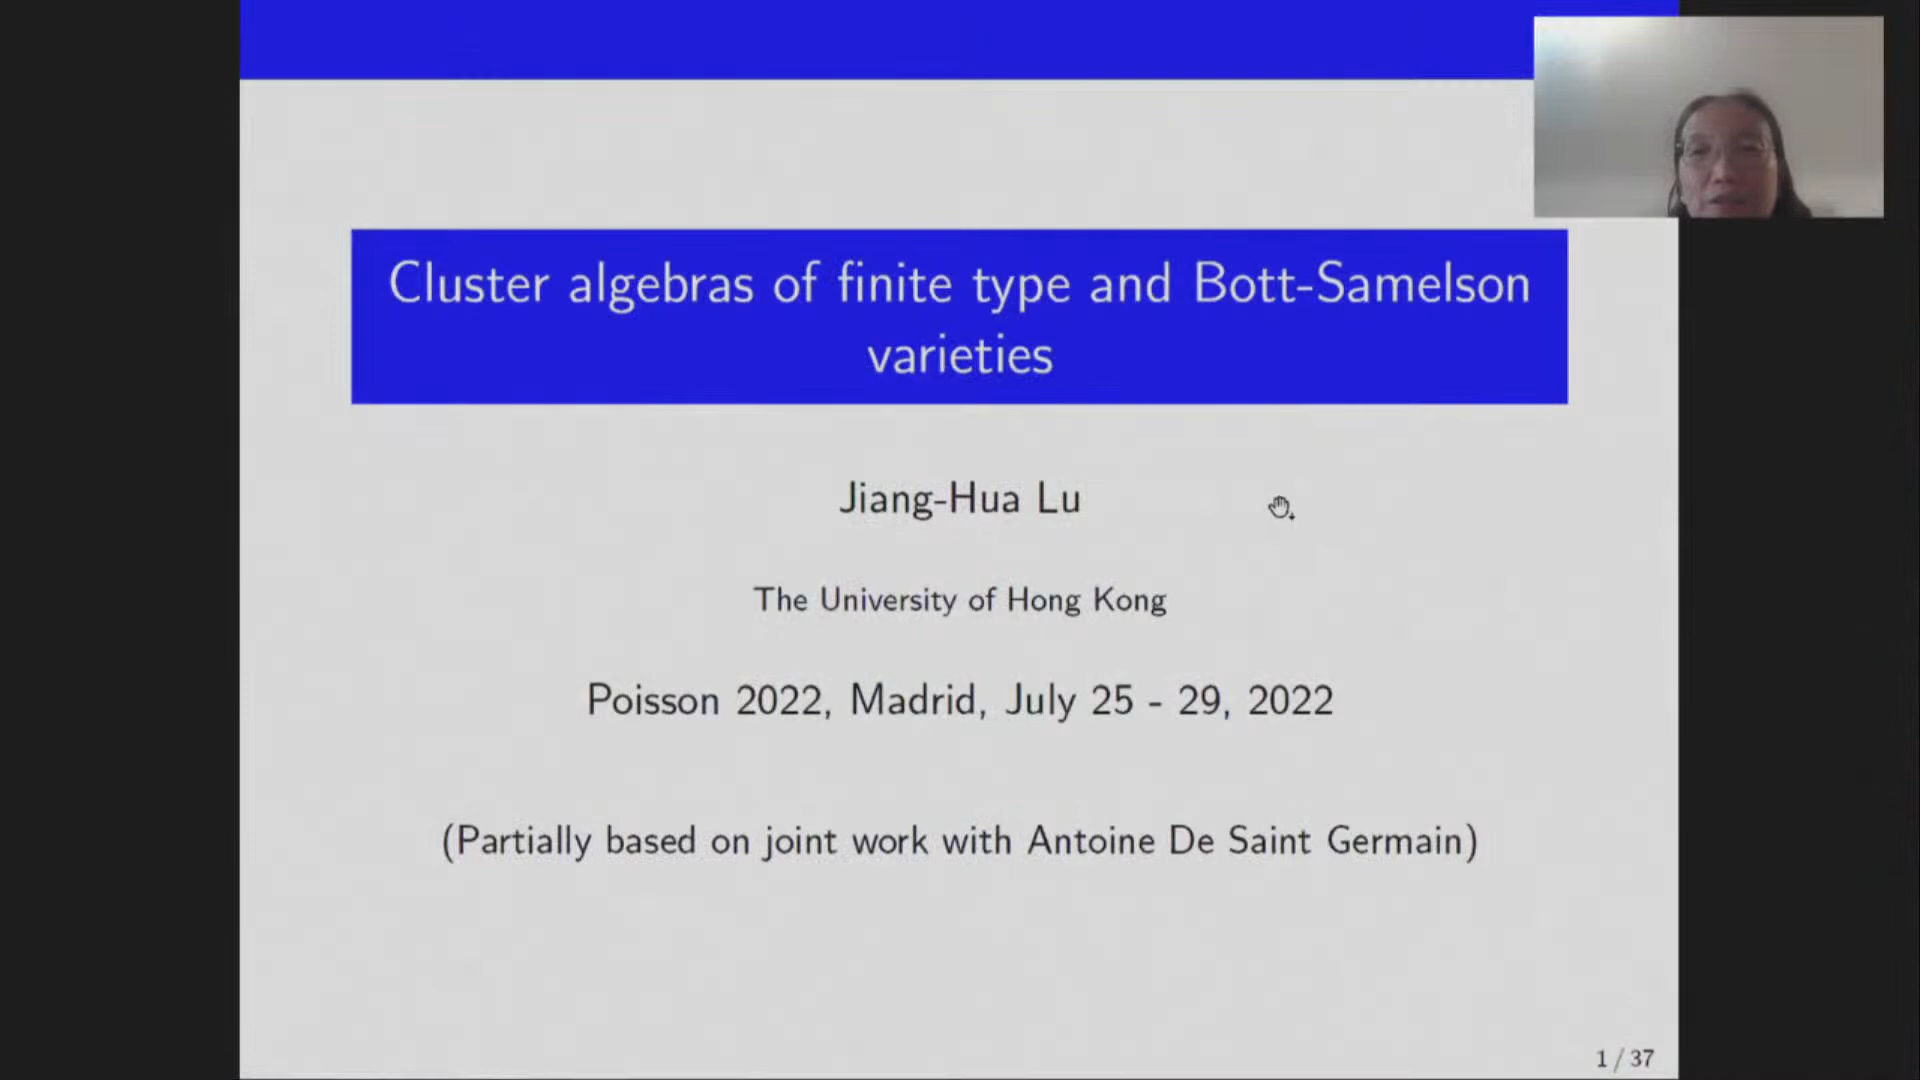 Cluster algebras of finite type and Bott-Samelson
varieties
Jiang-Hua Lu
The University of Hong Kong
Poisson 2022, Madrid, July 25 - 29, 2022
(Partially based on joint work with Antoine De Saint Germain)
1 / 37